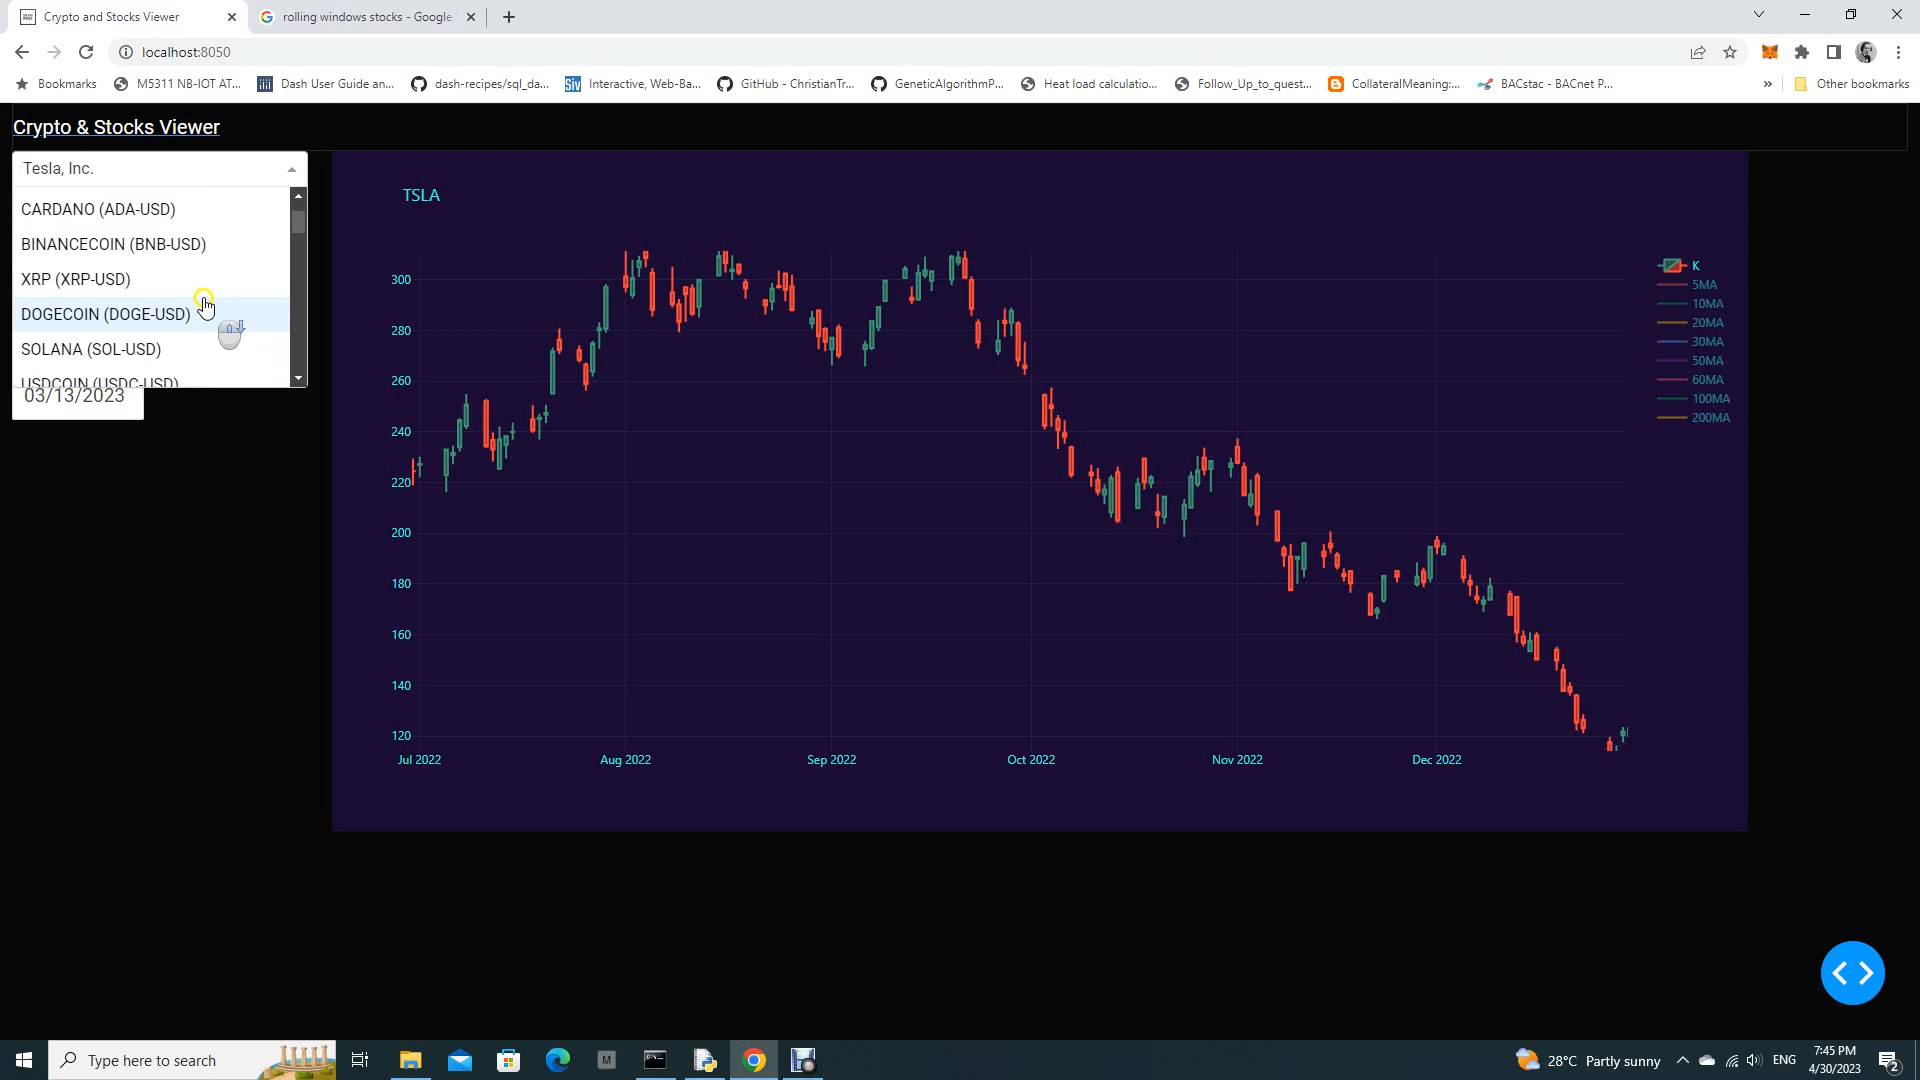 Crypto and Stocks Viewer
rolling windows stocks - Google
localhost:8050
Bookmarks
M5311 NB-IOT AT...
Dash User Guide an...
dash-recipes/sql_da...
Siv
Interactive, Web-Ba...
GitHub - ChristianTr...
GeneticAlgorithmP...
Heat load calculatio...
Follow_Up_to_quest...
CollateralMeaning:...
BACstac - BACnet P...
»
Other bookmarks
Crypto & Stocks Viewer
Tesla, Inc.
CARDANO (ADA-USD)
BINANCECOIN (BNB-USD)
XRP (XRP-USD)
DOGECOIN (DOGE-USD)
SOLANA (SOL-USD)
USDCOIN (USDC-USD)
03/13/2023
TSLA
300
280
260
240
220
200
180
160
140
120
Jul 2022
Aug 2022
Sep 2022
Oct 2022
Nov 2022
Dec 2022
K
5MA
10MA
20MA
30MA
50MA
60MA
100MA
200MA
Type here to search
M
28°C Partly sunny
ENG
7:45 PM
4/30/2023
2